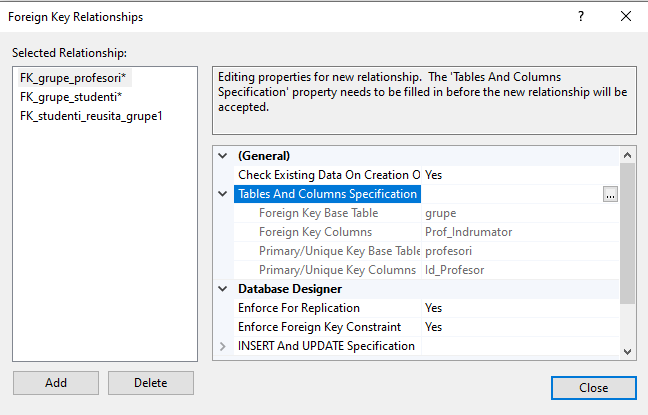 Foreign Key Relationships
Selected Relationship:
FK_grupe_profesori*
FK_grupe_studenti*
FK_studenti_reusita_grupe1
Editing properties for new relationship. The 'Tables And Columns
Specification' property needs to be filled in before the new relationship will be
accepted.
(General)
Check Existing Data On Creation O Yes
Tables And Columns Specification ...
Foreign Key Base Table grupe
Foreign Key Columns Prof_Indrumator
Primary/Unique Key Base Table profesori
Primary/Unique Key Columns Id_Profesor
Database Designer
Enforce For Replication Yes
Enforce Foreign Key Constraint Yes
INSERT And UPDATE Specification
Add
Delete
Close